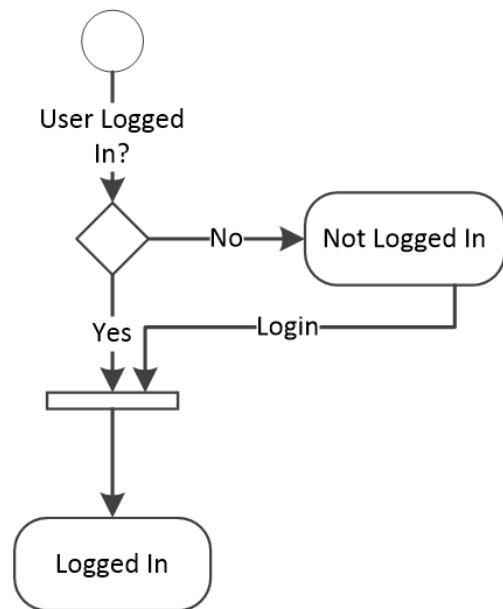 User Logged
In?
No
Not Logged In
Yes
Login
Logged In